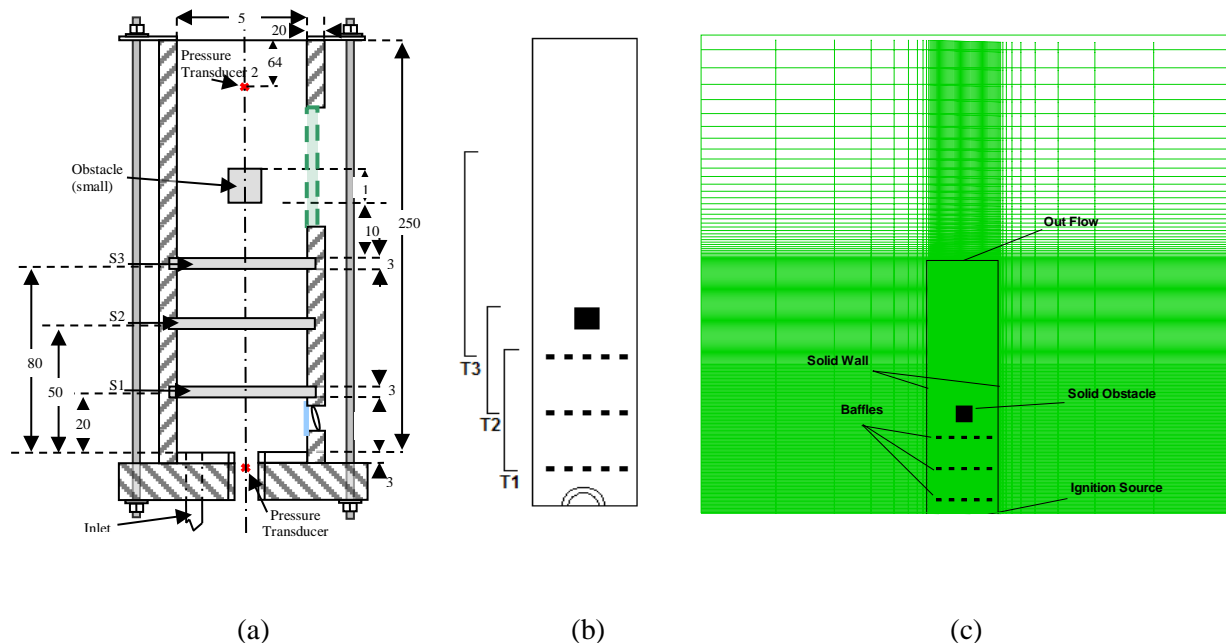 5
20
Pressure
Transducer 2
64
Obstacle
(small)
1
10
250
S3
3
S2
80
50
S1
3
20
3
Inlet
Pressure
Transducer
T3
T2
T1
Out Flow
Solid Wall
Solid Obstacle
Baffles
Ignition Source
(a)
(b)
(c)